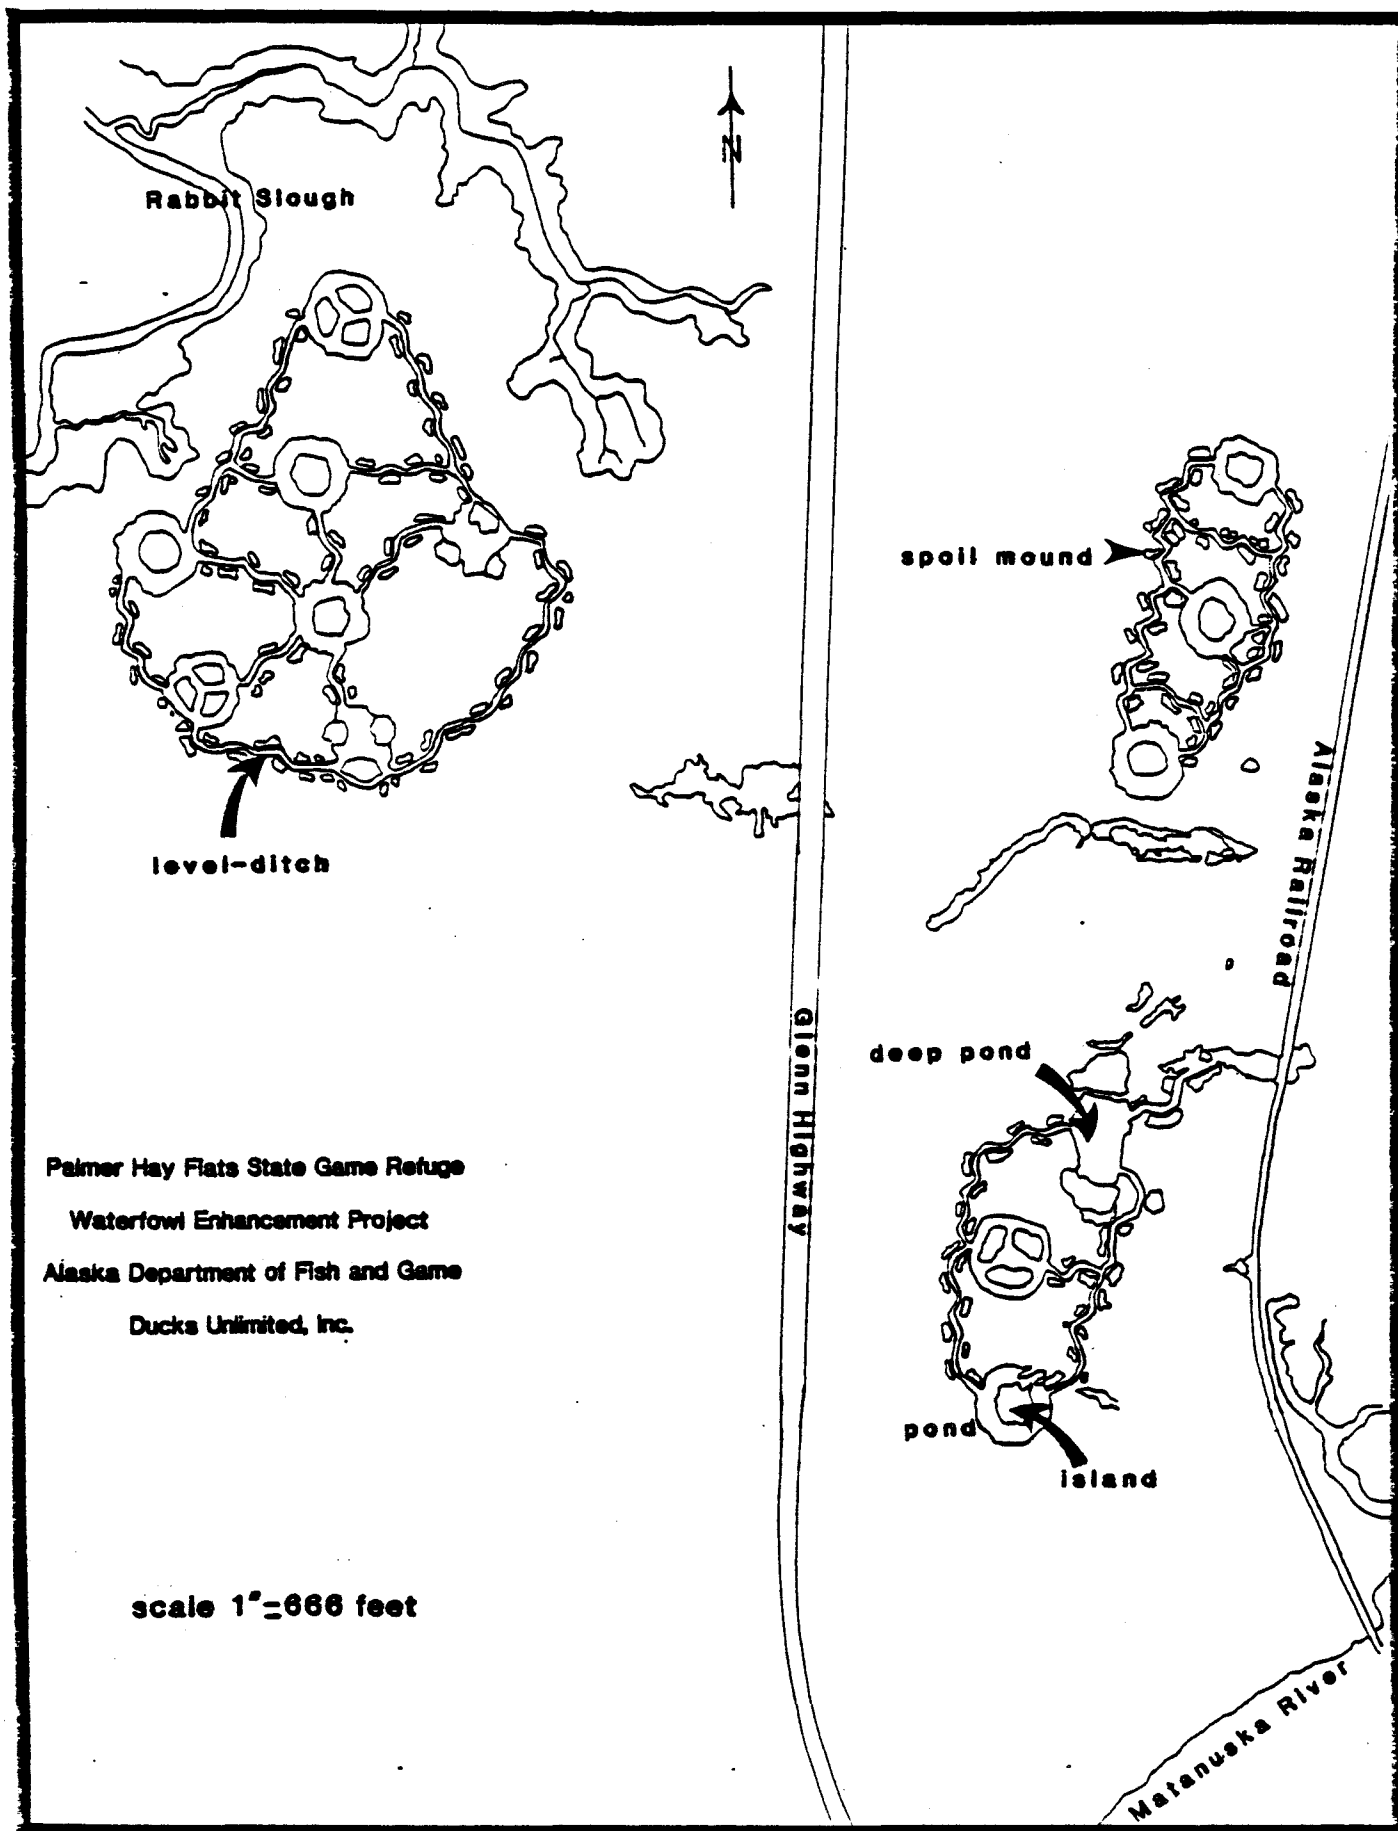 N
Rabbit Slough
spoil mound
Alaska Railroad
level-ditch
Glenn Highway
deep pond
Palmer Hay Flats State Game Refuge
Waterfowl Enhancement Project
Alaska Department of Fish and Game
Ducks Unlimited, Inc.
pond
island
scale 1"=666 feet
Matanuska River